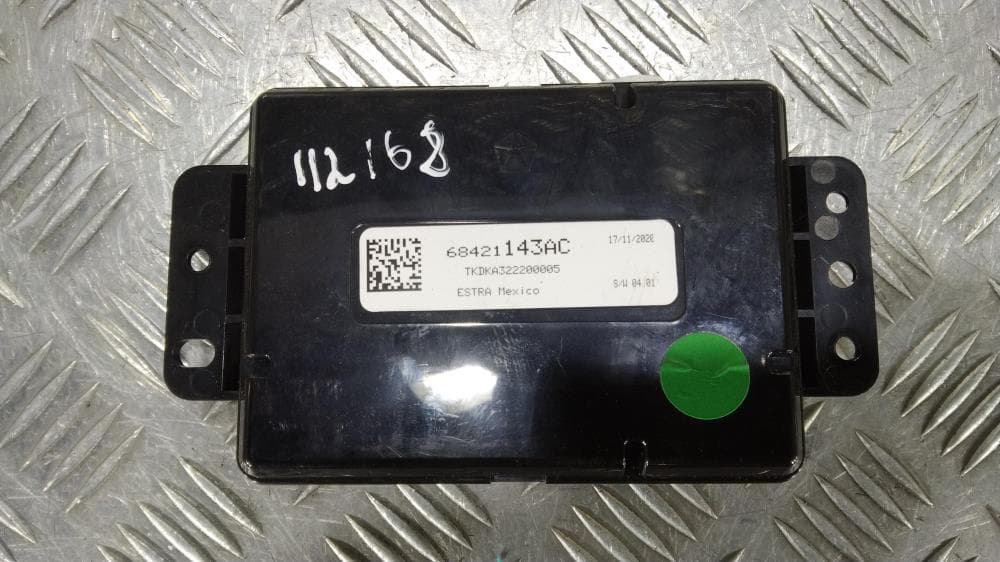 112168
68421143AC
17/11/2020
TKDKA322200005
ESTRA Mexico
S/W 04.01